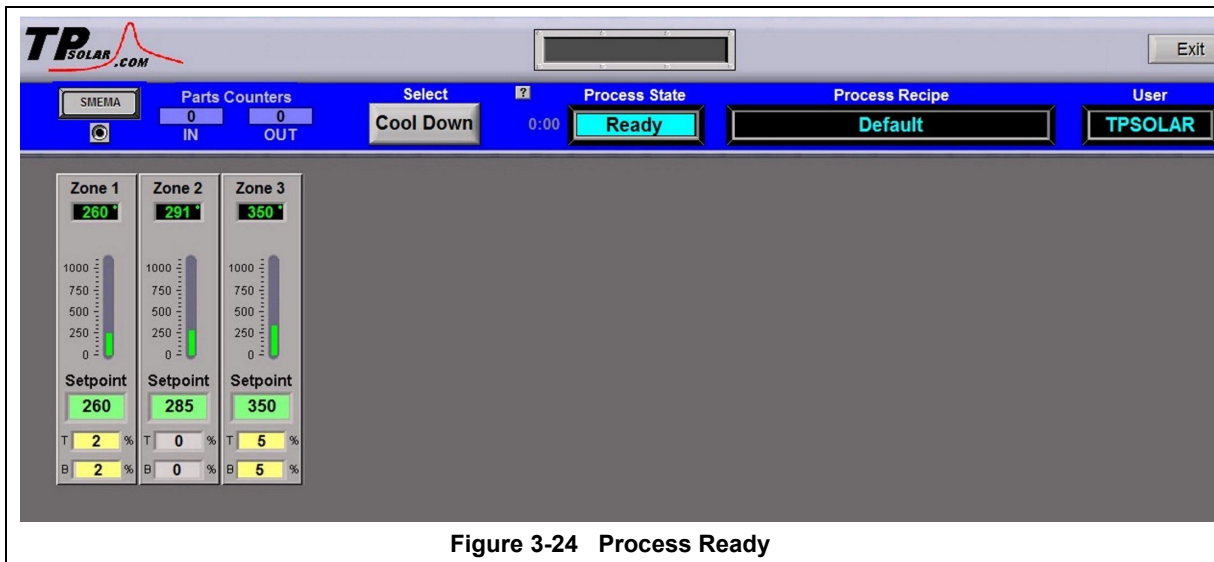 TPSOLAR.COM
Exit
SMEMA
Parts Counters
0 0
IN OUT
Select
Cool Down
?
0:00
Process State
Ready
Process Recipe
Default
User
TPSOLAR
Zone 1
260°
1000
750
500
250
0
Setpoint
260
T 2 %
B 2 %
Zone 2
291°
1000
750
500
250
0
Setpoint
285
T 0 %
B 0 %
Zone 3
350°
1000
750
500
250
0
Setpoint
350
T 5 %
B 5 %
Figure 3-24 Process Ready